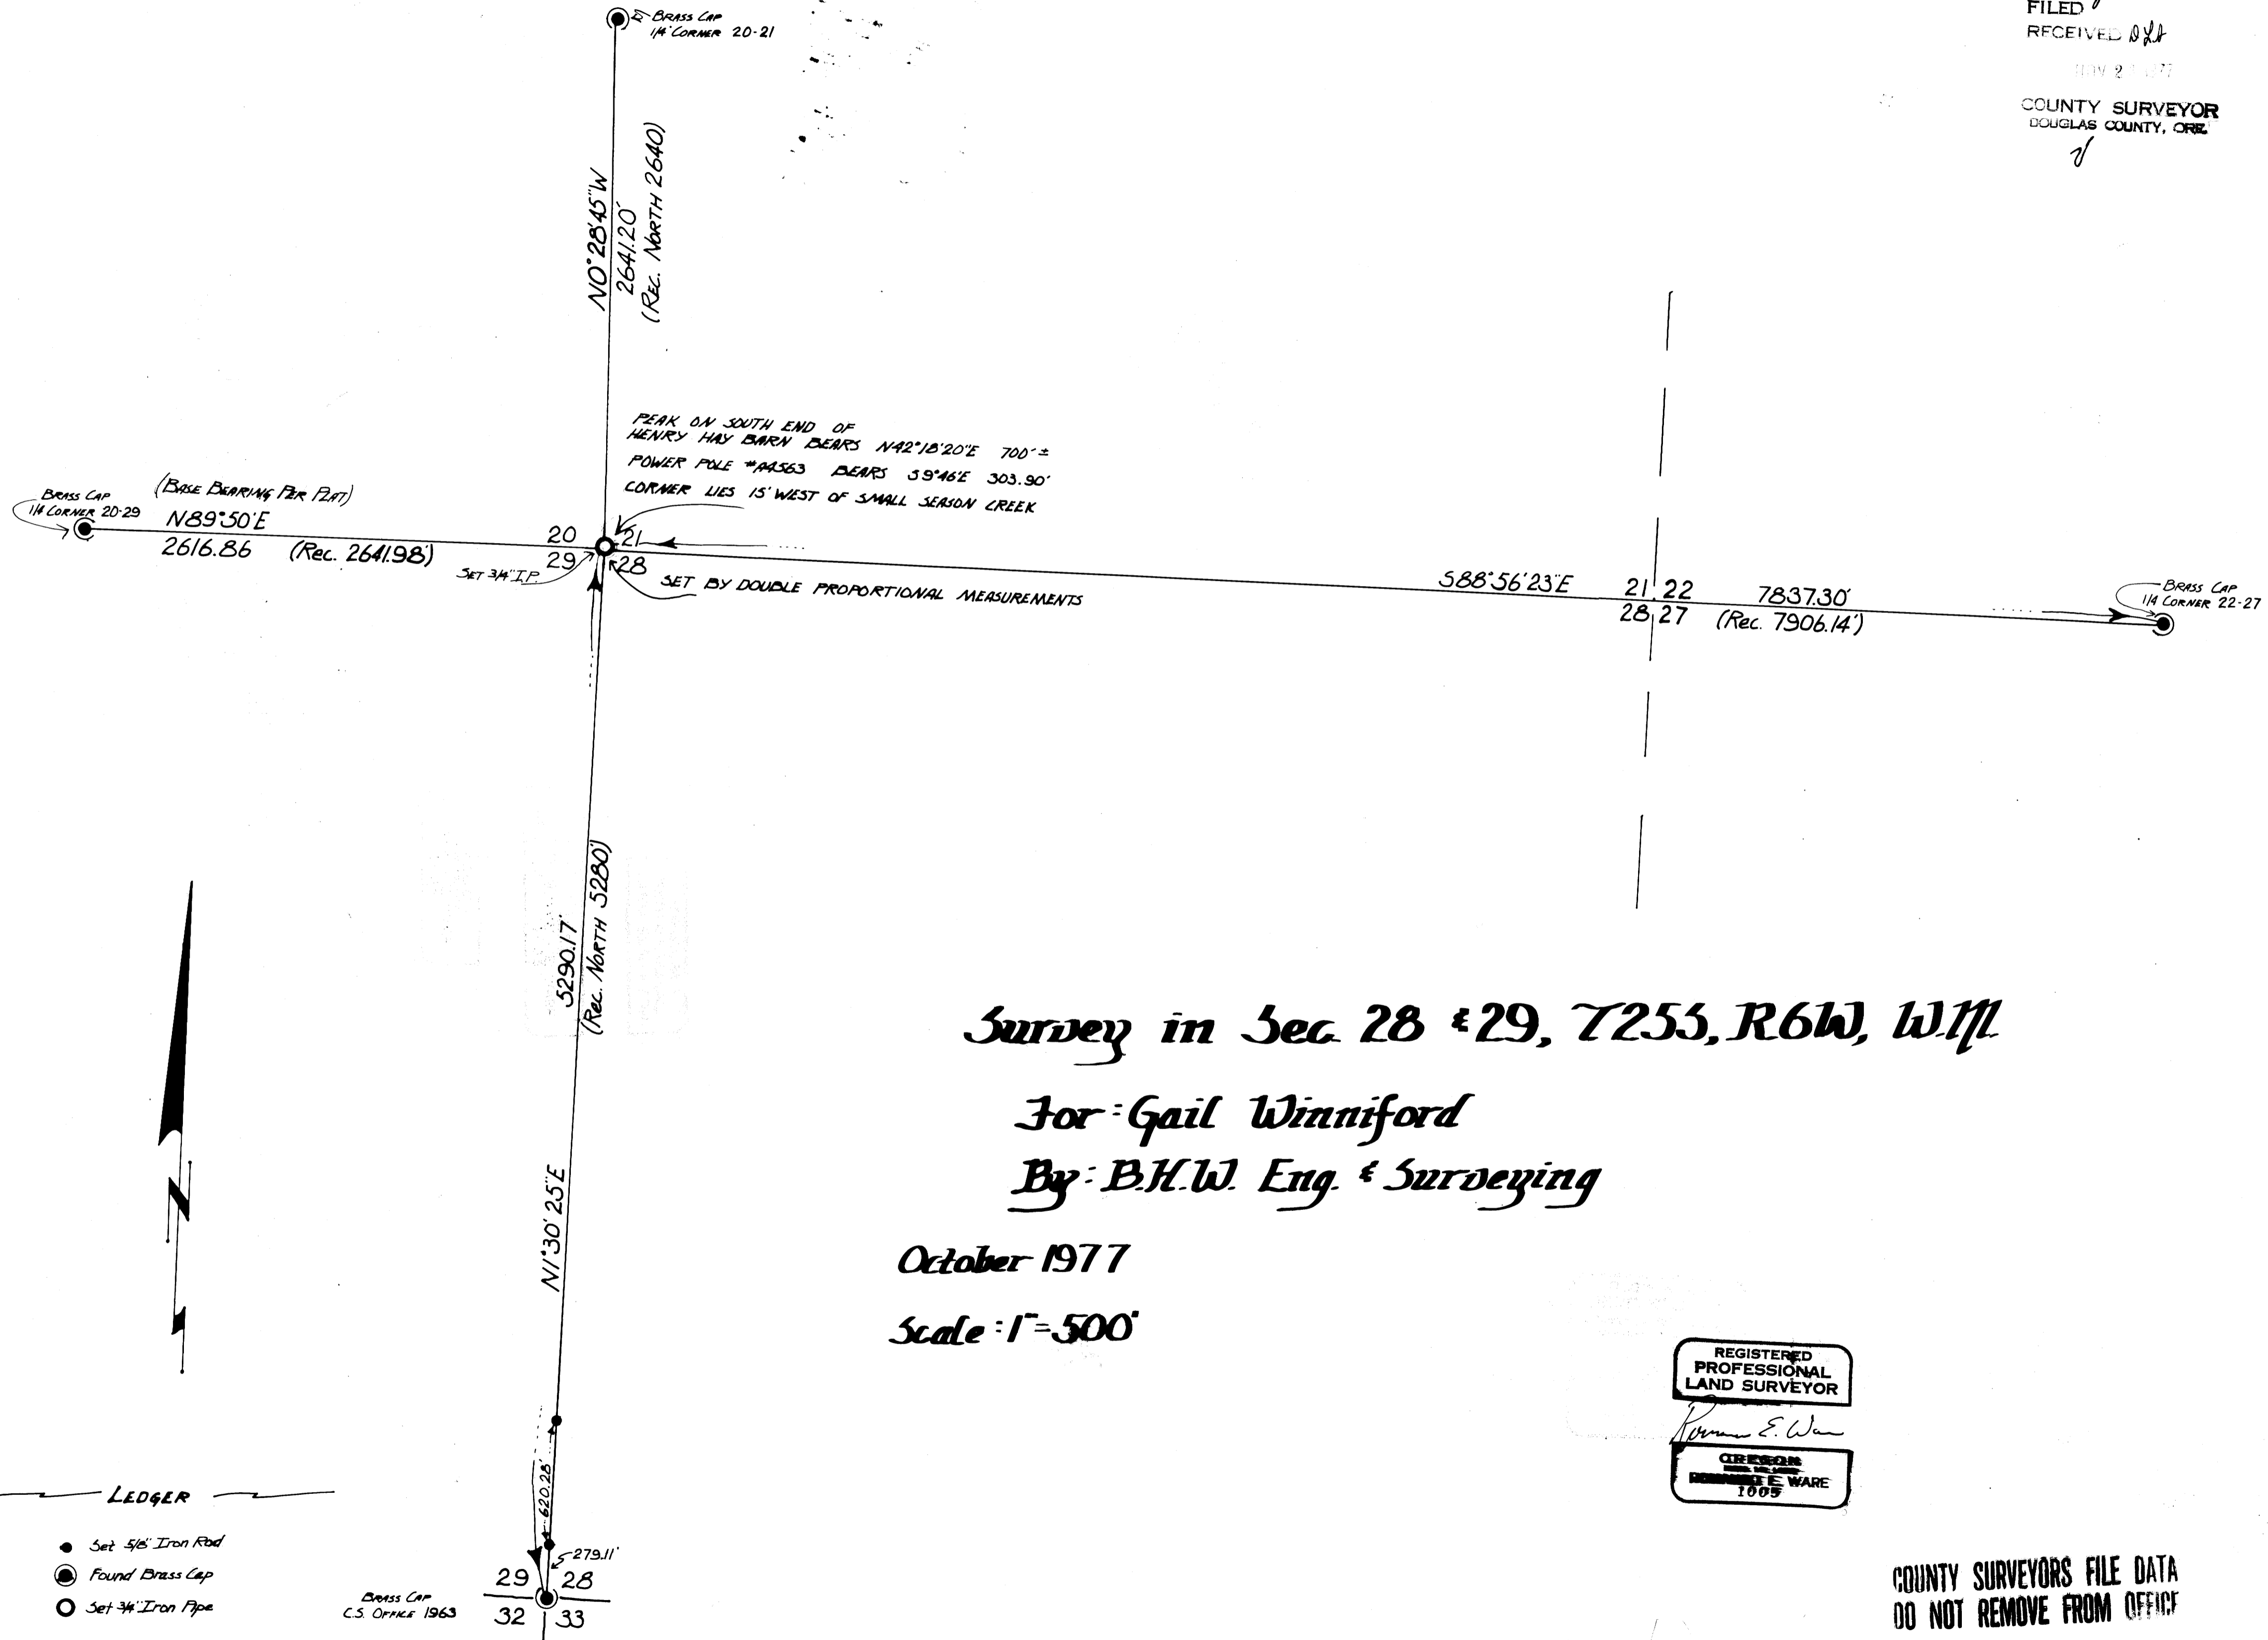 BRASS CAP
1/4 CORNER 20-21
FILED
RECEIVED
NOV 2 1977
COUNTY SURVEYOR
DOUGLAS COUNTY, ORE.
N0°28'45"W
2641.20'
(REC. NORTH 2640)
PEAK ON SOUTH END OF
HENRY HAY BARN BEARS N42°18'20"E 700'±
POWER POLE #A4563 BEARS S9°46'E 303.90'
CORNER LIES 15' WEST OF SMALL SEASON CREEK
BRASS CAP
1/4 CORNER 20-29
(BASE BEARING PER PLAT)
N89°50'E
2616.86 (Rec. 2641.98')
20 21
29 28
SET 3/4" I.P.
SET BY DOUBLE PROPORTIONAL MEASUREMENTS
S88°56'23"E 21 22 7837.30'
28 27 (Rec. 7906.14')
BRASS CAP
1/4 CORNER 22-27
5290.17'
(REC. NORTH 5280')
N1°30'25"E
Survey in Sec. 28 & 29, T25S, R6W, W.M.
For: Gail Winniford
By: B.H.W. Eng. & Surveying
October 1977
Scale: 1"=500'
REGISTERED
PROFESSIONAL
LAND SURVEYOR
E. Ware
OREGON
E. WARE
1005
LEDGER
Set 5/8" Iron Rod
Found Brass Cap
Set 3/4" Iron Pipe
620.28'
279.11'
29 28
32 33
BRASS CAP
C.S. OFFICE 1963
COUNTY SURVEYORS FILE DATA
DO NOT REMOVE FROM OFFICE